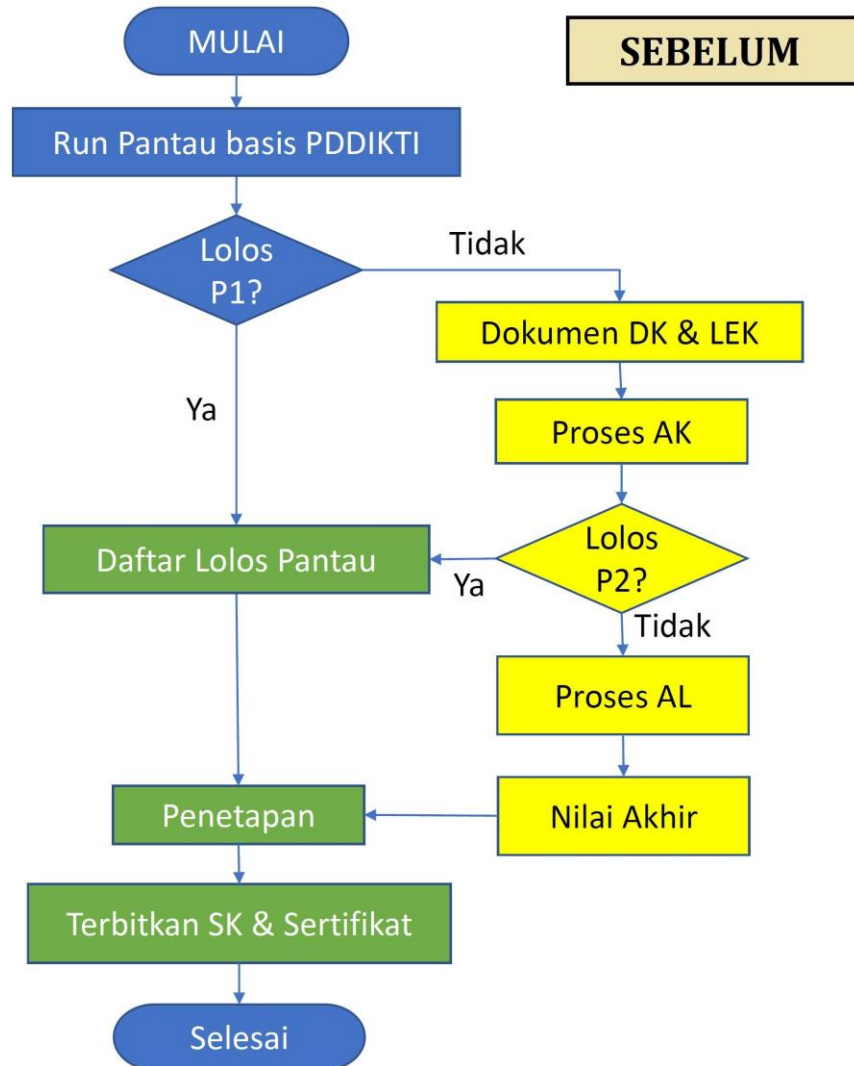 MULAI
SEBELUM
Run Pantau basis PDDIKTI
Lolos
P1?
Tidak
Dokumen DK & LEK
Ya
Proses AK
Lolos
P2?
Daftar Lolos Pantau
Ya
Tidak
Proses AL
Penetapan
Nilai Akhir
Terbitkan SK & Sertifikat
Selesai